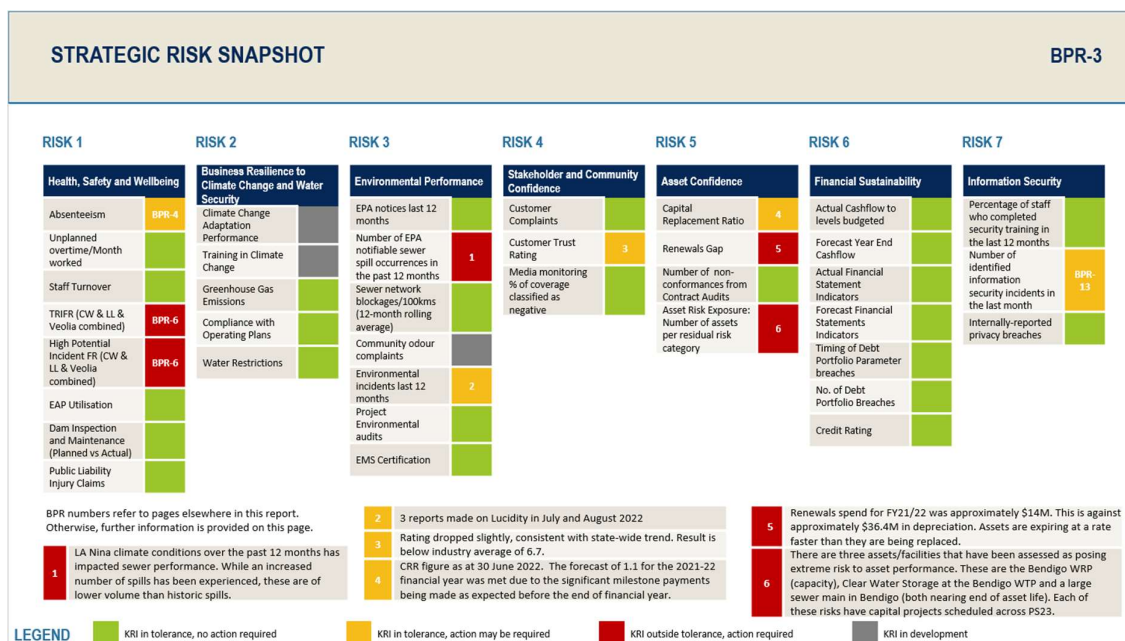 STRATEGIC RISK SNAPSHOT
BPR-3
RISK 1
Health, Safety and Wellbeing
Absenteeism
BPR-4
Unplanned
overtime/Month
worked
Staff Turnover
TRIFR (CW & LL &
Veolia combined)
BPR-6
High Potential
Incident FR (CW &
LL & Veolia
combined)
BPR-6
EAP Utilisation
Dam Inspection
and Maintenance
(Planned vs Actual)
Public Liability
Injury Claims
RISK 2
Business Resilience to
Climate Change and Water
Security
Climate Change
Adaptation
Performance
Training in Climate
Change
Greenhouse Gas
Emissions
Compliance with
Operating Plans
Water Restrictions
RISK 3
Environmental Performance
EPA notices last 12
months
Number of EPA
notifiable sewer
spill occurrences in
the past 12 months
1
Sewer network
blockages/100kms
(12-month rolling
average)
Community odour
complaints
Environmental
incidents last 12
months
2
Project
Environmental
audits
EMS Certification
RISK 4
Stakeholder and Community
Confidence
Customer
Complaints
Customer Trust
Rating
3
Media monitoring
% of coverage
classified as
negative
RISK 5
Asset Confidence
Capital
Replacement Ratio
4
Renewals Gap
5
Number of non-
conformances from
Contract Audits
Asset Risk Exposure:
Number of assets
per residual risk
category
6
RISK 6
Financial Sustainability
Actual Cashflow to
levels budgeted
Forecast Year End
Cashflow
Actual Financial
Statement
Indicators
Forecast Financial
Statements
Indicators
Timing of Debt
Portfolio Parameter
breaches
No. of Debt
Portfolio Breaches
Credit Rating
RISK 7
Information Security
Percentage of staff
who completed
security training in
the last 12 months
Number of
identified
information
security incidents in
the last month
BPR-
13
Internally-reported
privacy breaches
BPR numbers refer to pages elsewhere in this report.
Otherwise, further information is provided on this page.
1
LA Nina climate conditions over the past 12 months has
impacted sewer performance. While an increased
number of spills has been experienced, these are of
lower volume than historic spills.
2
3 reports made on Lucidity in July and August 2022
3
Rating dropped slightly, consistent with state-wide trend. Result is
below industry average of 6.7.
4
CRR figure as at 30 June 2022. The forecast of 1.1 for the 2021-22
financial year was met due to the significant milestone payments
being made as expected before the end of financial year.
5
Renewals spend for FY21/22 was approximately $14M. This is against
approximately $36.4M in depreciation. Assets are expiring at a rate
faster than they are being replaced.
6
There are three assets/facilities that have been assessed as posing
extreme risk to asset performance. These are the Bendigo WRP
(capacity), Clear Water Storage at the Bendigo WTP and a large
sewer main in Bendigo (both nearing end of asset life). Each of
these risks have capital projects scheduled across PS23.
LEGEND
KRI in tolerance, no action required
KRI in tolerance, action may be required
KRI outside tolerance, action required
KRI in development